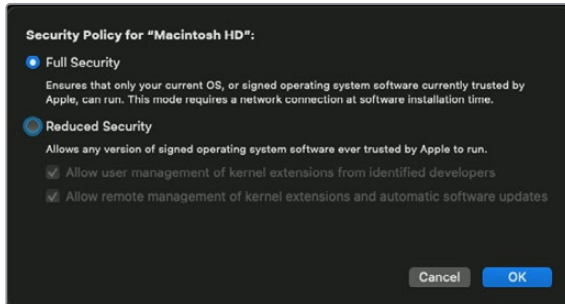 Security Policy for “Macintosh HD”:
Full Security
Ensures that only your current OS, or signed operating system software currently trusted by
Apple, can run. This mode requires a network connection at software installation time.
Reduced Security
Allows any version of signed operating system software ever trusted by Apple to run.
Allow user management of kernel extensions from identified developers
Allow remote management of kernel extensions and automatic software updates
Cancel
OK